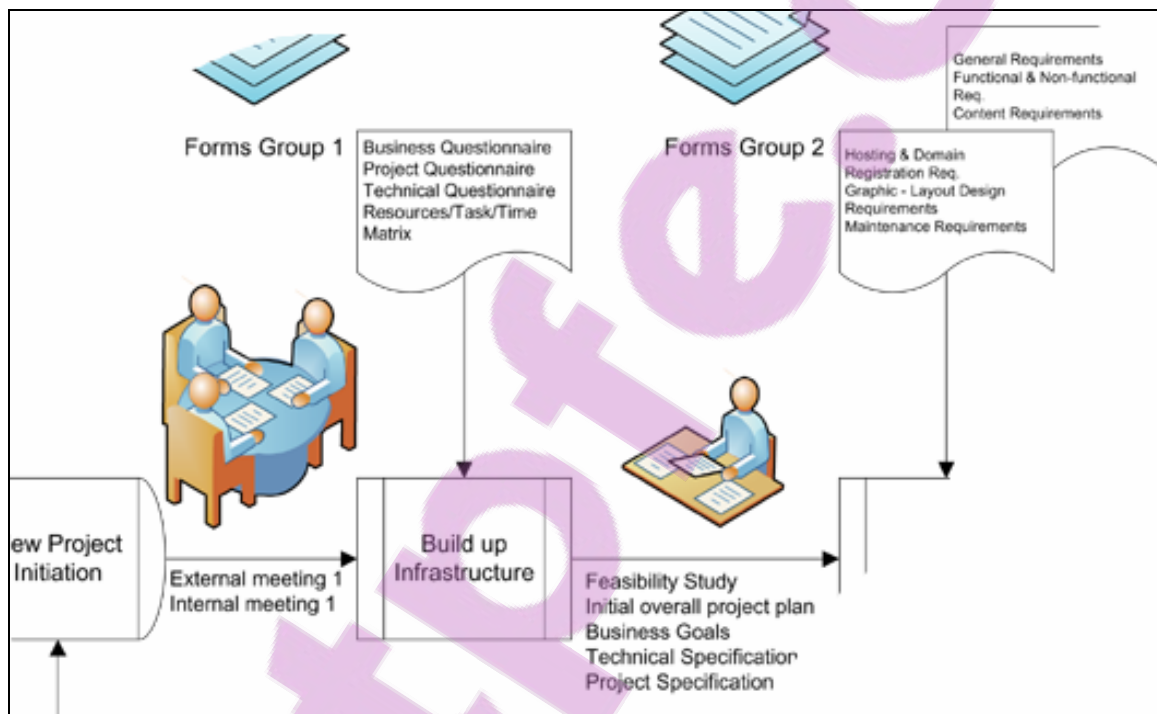 General Requirements
Functional & Non-functional
Req.
Content Requirements
Forms Group 1
Business Questionnaire
Project Questionnaire
Technical Questionnaire
Resources/Task/Time
Matrix
Forms Group 2
Hosting & Domain
Registration Req.
Graphic - Layout Design
Requirements
Maintenance Requirements
ew Project
Initiation
External meeting 1
Internal meeting 1
Build up
Infrastructure
Feasibility Study
Initial overall project plan
Business Goals
Technical Specification
Project Specification